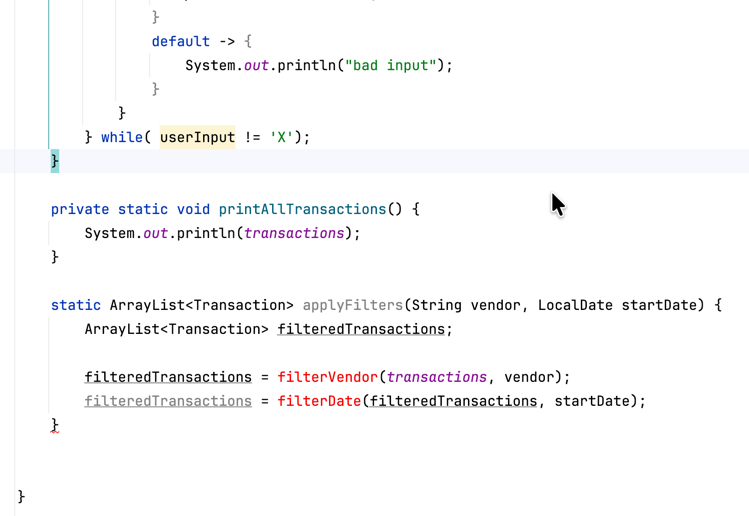 }
default -> {
System.out.println("bad input");
}
}
} while( userInput != 'X');
}
private static void printAllTransactions() {
System.out.println(transactions);
}
static ArrayList<Transaction> applyFilters(String vendor, LocalDate startDate) {
ArrayList<Transaction> filteredTransactions;
filteredTransactions = filterVendor(transactions, vendor);
filteredTransactions = filterDate(filteredTransactions, startDate);
}
}